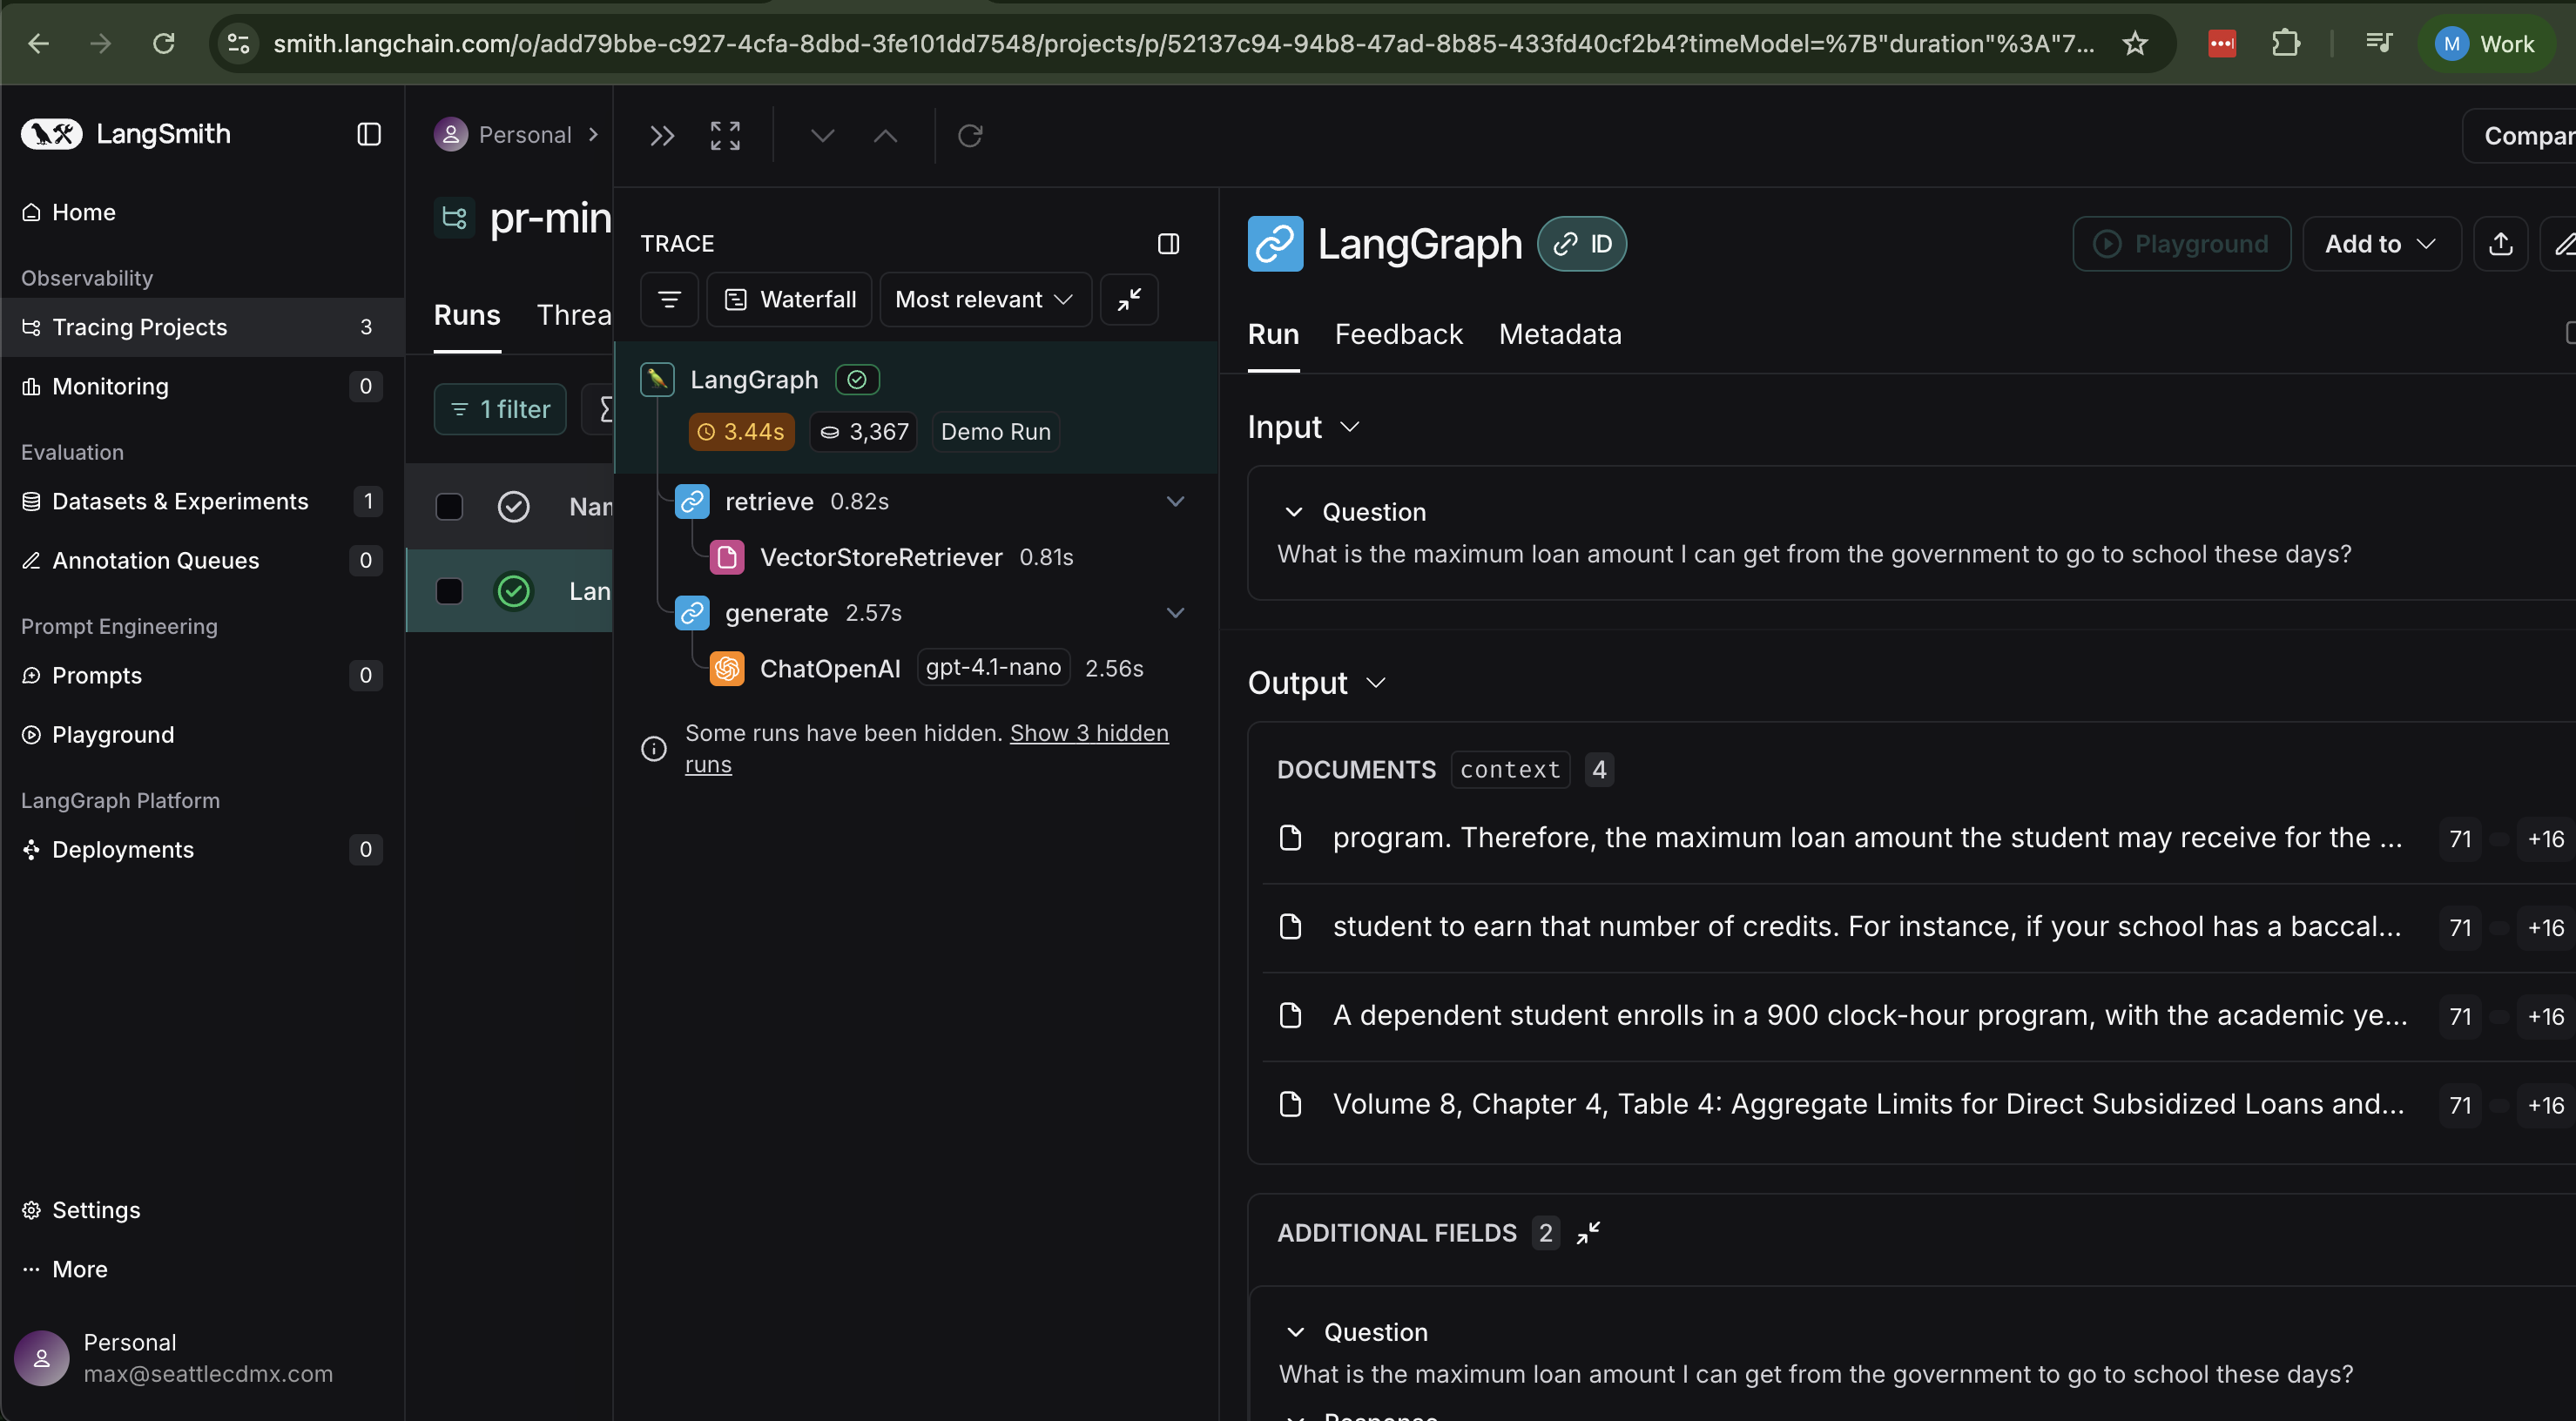 smith.langchain.com/o/add79bbe-c927-4cfa-8dbd-3fe101dd7548/projects/p/52137c94-94b8-47ad-8b85-433fd40cf2b4?timeModel=%7B"duration"%3A"7...
M Work
LangSmith
Home
Observability
Tracing Projects 3
Monitoring 0
Evaluation
Datasets & Experiments 1
Annotation Queues 0
Prompt Engineering
Prompts 0
Playground
LangGraph Platform
Deployments 0
Settings
More
Personal
max@seattlecdmx.com
Personal
pr-min
Runs Threa
1 filter
Nam
Lan
TRACE
Waterfall Most relevant
LangGraph
3.44s 3,367 Demo Run
retrieve 0.82s
VectorStoreRetriever 0.81s
generate 2.57s
ChatOpenAI gpt-4.1-nano 2.56s
Some runs have been hidden. Show 3 hidden
runs
Compar
LangGraph ID
Playground Add to
Run Feedback Metadata
Input
Question
What is the maximum loan amount I can get from the government to go to school these days?
Output
DOCUMENTS context 4
program. Therefore, the maximum loan amount the student may receive for the ... 71 +16
student to earn that number of credits. For instance, if your school has a baccal... 71 +16
A dependent student enrolls in a 900 clock-hour program, with the academic ye... 71 +16
Volume 8, Chapter 4, Table 4: Aggregate Limits for Direct Subsidized Loans and... 71 +16
ADDITIONAL FIELDS 2
Question
What is the maximum loan amount I can get from the government to go to school these days?
Response